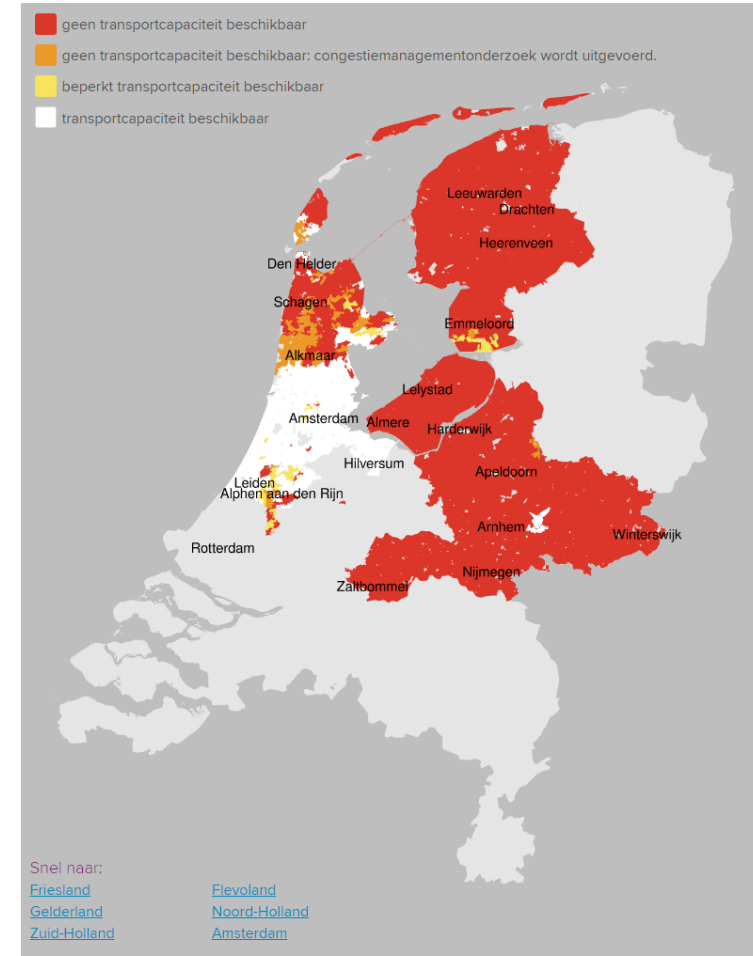 geen transportcapaciteit beschikbaar
geen transportcapaciteit beschikbaar: congestiemanagementonderzoek wordt uitgevoerd.
beperkt transportcapaciteit beschikbaar
transportcapaciteit beschikbaar
Leeuwarden
Drachten
Heerenveen
Den Helder
Schagen
Emmeloord
Alkmaar
Lelystad
Amsterdam
Almere
Harderwijk
Hilversum
Apeldoorn
Leiden
Alphen aan den Rijn
Arnhem
Winterswijk
Rotterdam
Nijmegen
Zaltbommel
Snel naar:
Friesland
Flevoland
Gelderland
Noord-Holland
Zuid-Holland
Amsterdam